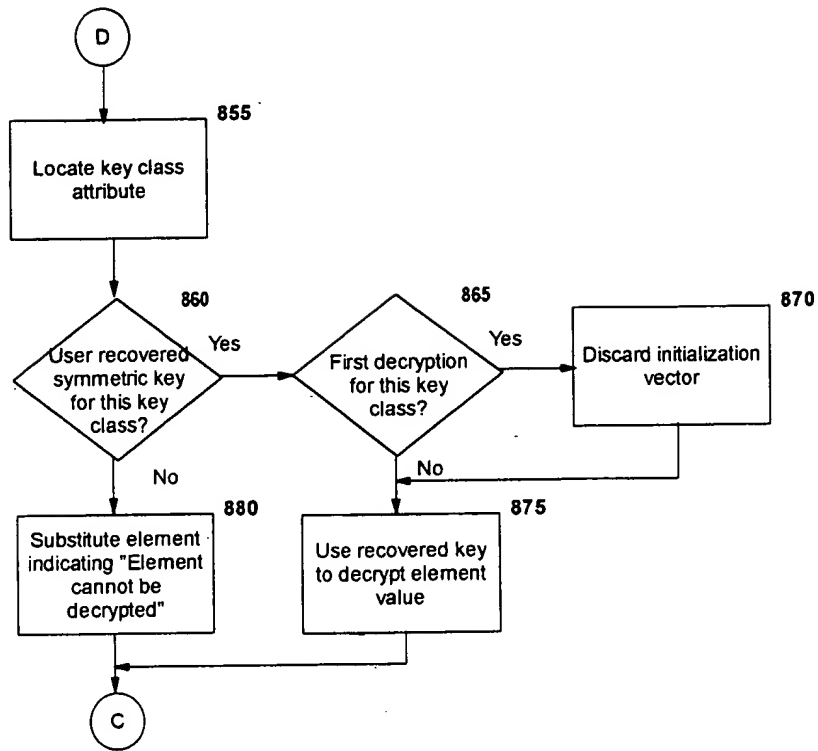 D
855
Locate key class
attribute
860
User recovered
symmetric key
for this key
class?
Yes
No
865
First decryption
for this key
class?
Yes
No
870
Discard initialization
vector
880
Substitute element
indicating "Element
cannot be
decrypted"
875
Use recovered key
to decrypt element
value
C